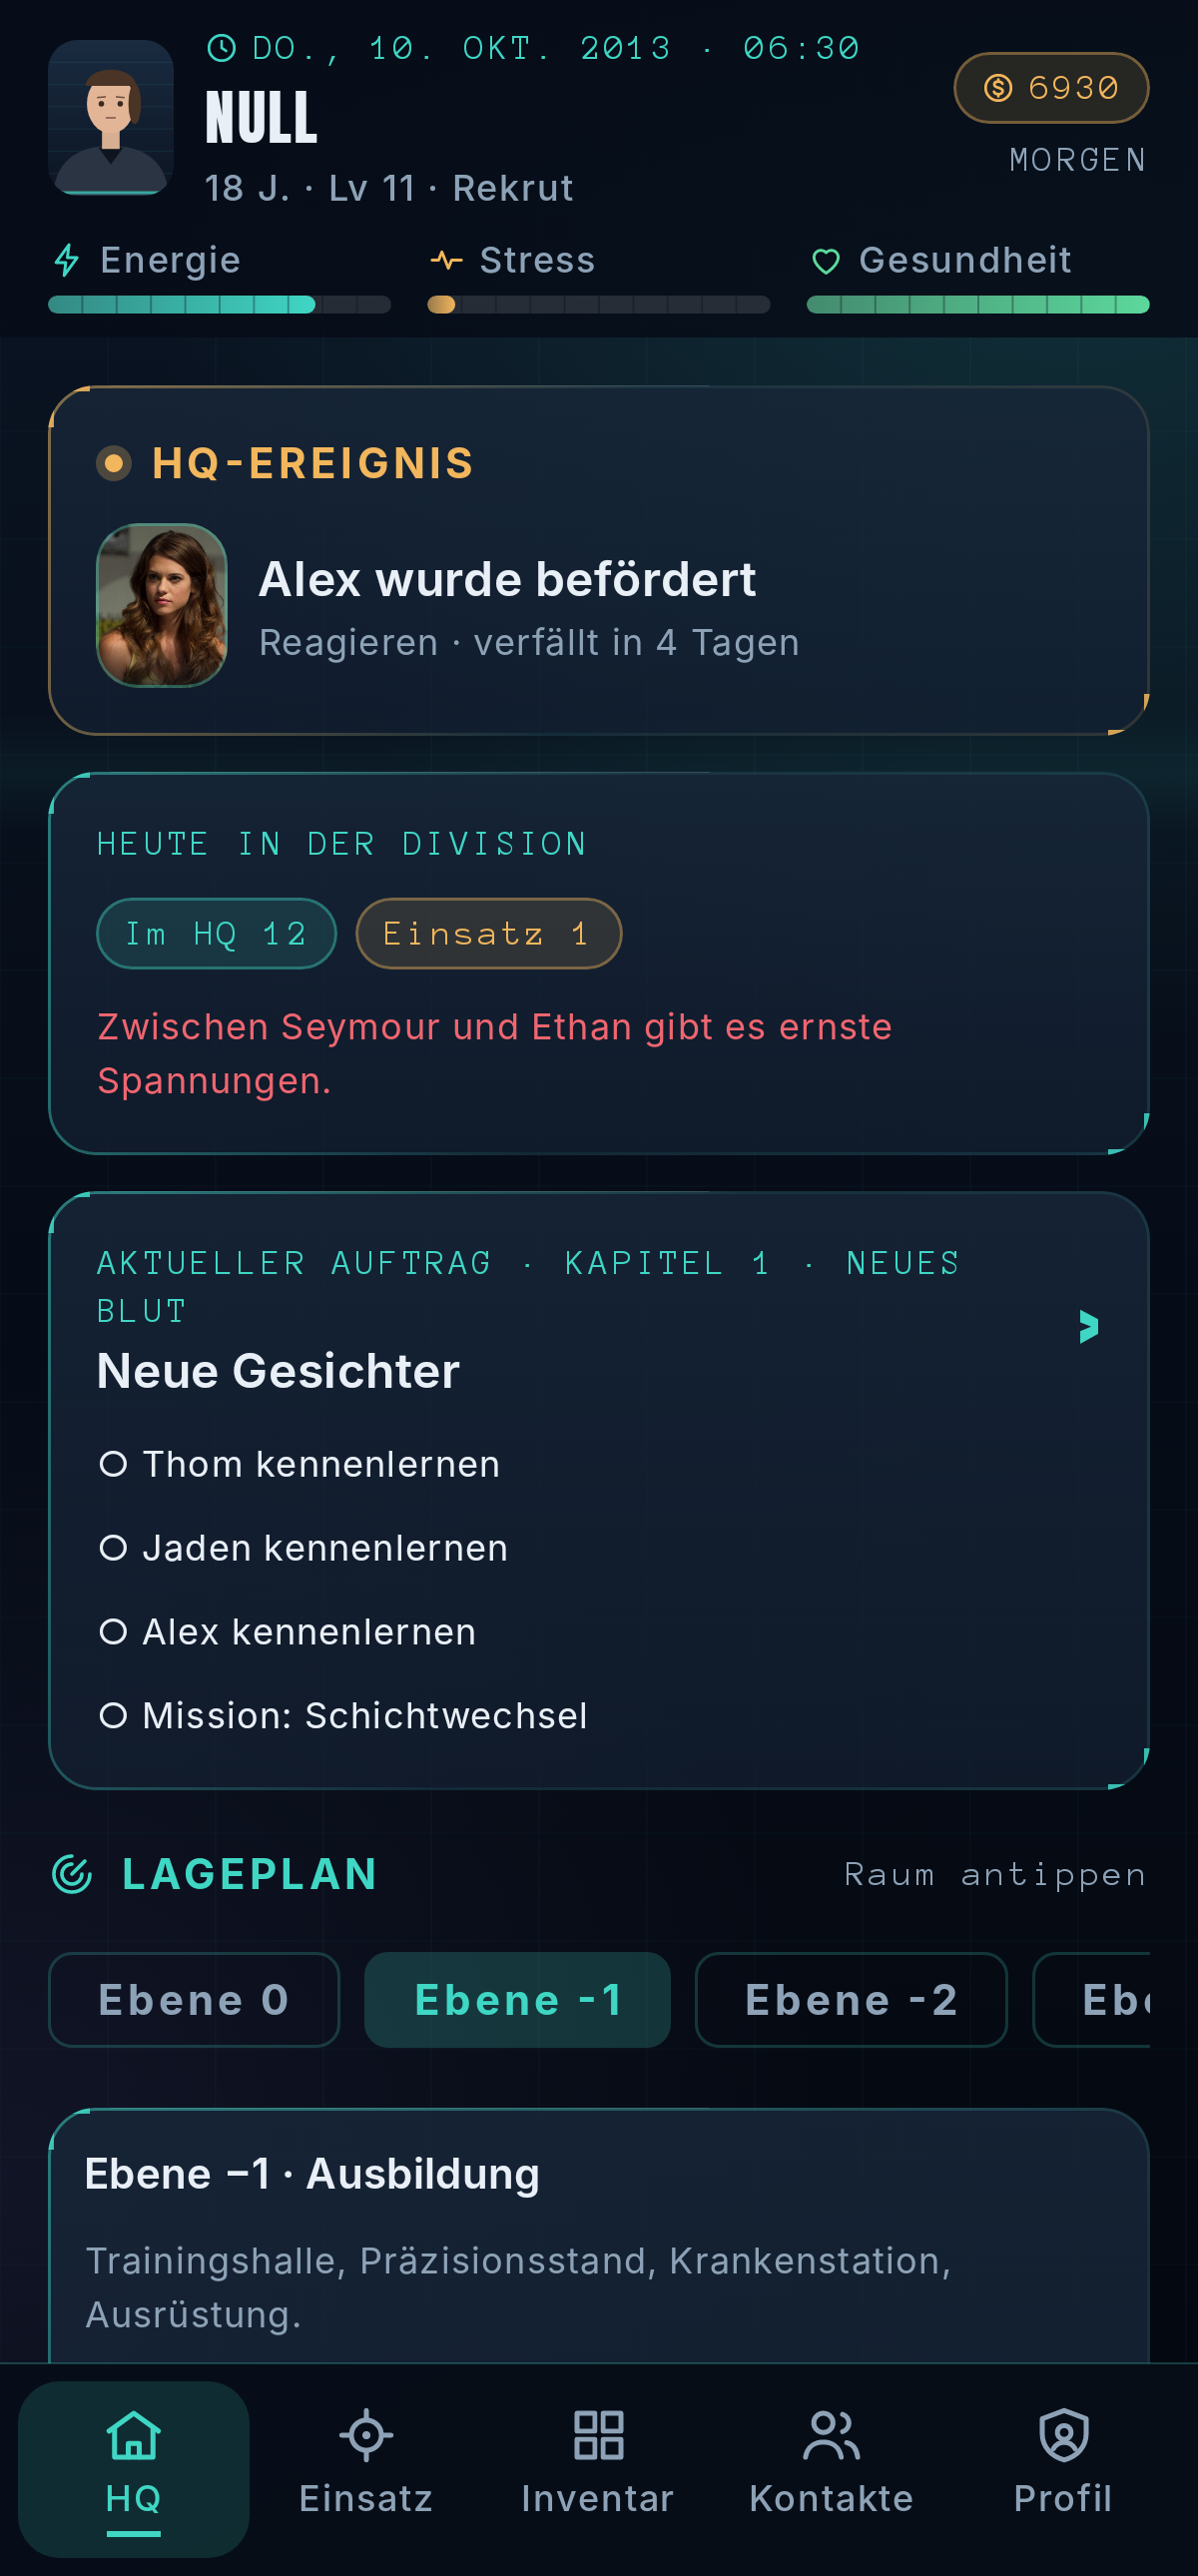 DO., 10. OKT. 2013 · 06:30
NULL
18 J. · Lv 11 · Rekrut
6930
MORGEN
Energie
Stress
Gesundheit
HQ-EREIGNIS
Alex wurde befördert
Reagieren · verfällt in 4 Tagen
HEUTE IN DER DIVISION
Im HQ 12
Einsatz 1
Zwischen Seymour und Ethan gibt es ernste
Spannungen.
AKTUELLER AUFTRAG · KAPITEL 1 · NEUES
BLUT
Neue Gesichter
Thom kennenlernen
Jaden kennenlernen
Alex kennenlernen
Mission: Schichtwechsel
LAGEPLAN
Raum antippen
Ebene 0
Ebene -1
Ebene -2
Ebene −1 · Ausbildung
Trainingshalle, Präzisionsstand, Krankenstation,
Ausrüstung.
HQ
Einsatz
Inventar
Kontakte
Profil